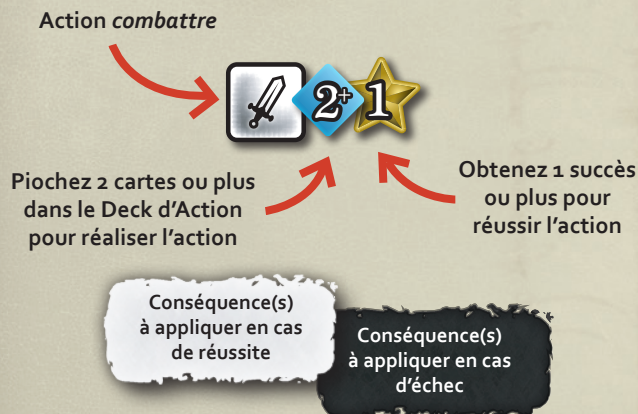 Action combattre
2+ 1
Piochez 2 cartes ou plus
dans le Deck d'Action
pour réaliser l'action
Obtenez 1 succès
ou plus pour
réussir l'action
Conséquence(s)
à appliquer en cas
de réussite
Conséquence(s)
à appliquer en cas
d'échec